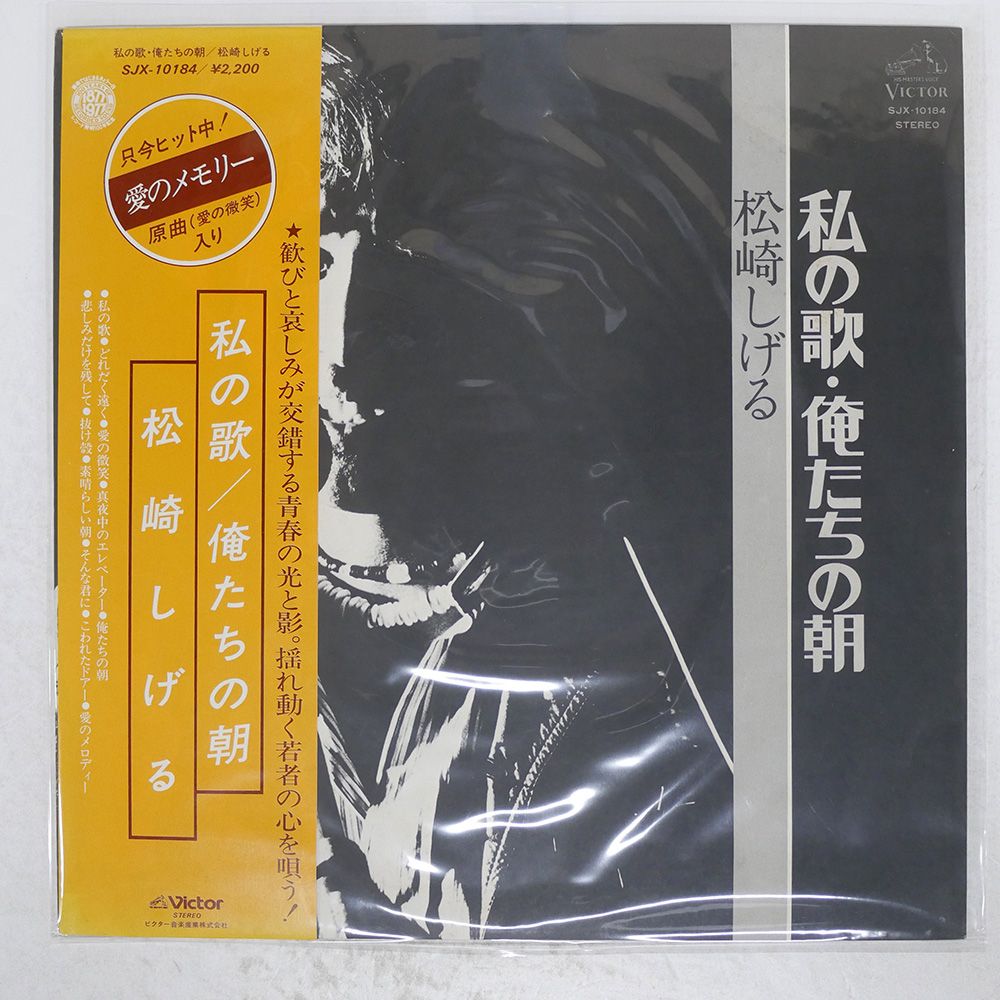 私の歌・俺たちの朝／松崎しげる
SJX-10184／¥2,200
1877
1977
只今ヒット中！
愛のメモリー
原曲（愛の微笑）
入り
★歓びと哀しみが交錯する青春の光と影。揺れ動く若者の心を唄う！
私の歌／俺たちの朝
松崎しげる
●私の歌●どれだく遠く●愛の微笑●真夜中のエレベーター●俺たちの朝
●悲しみだけを残して●抜け殻●素晴らしい朝●そんな君に●こわれたドアー●愛のメロディー
Victor
STEREO
ビクター音楽産業株式会社
HIS MASTER'S VOICE
VICTOR
SJX-10184
STEREO
私の歌・俺たちの朝
松崎しげる